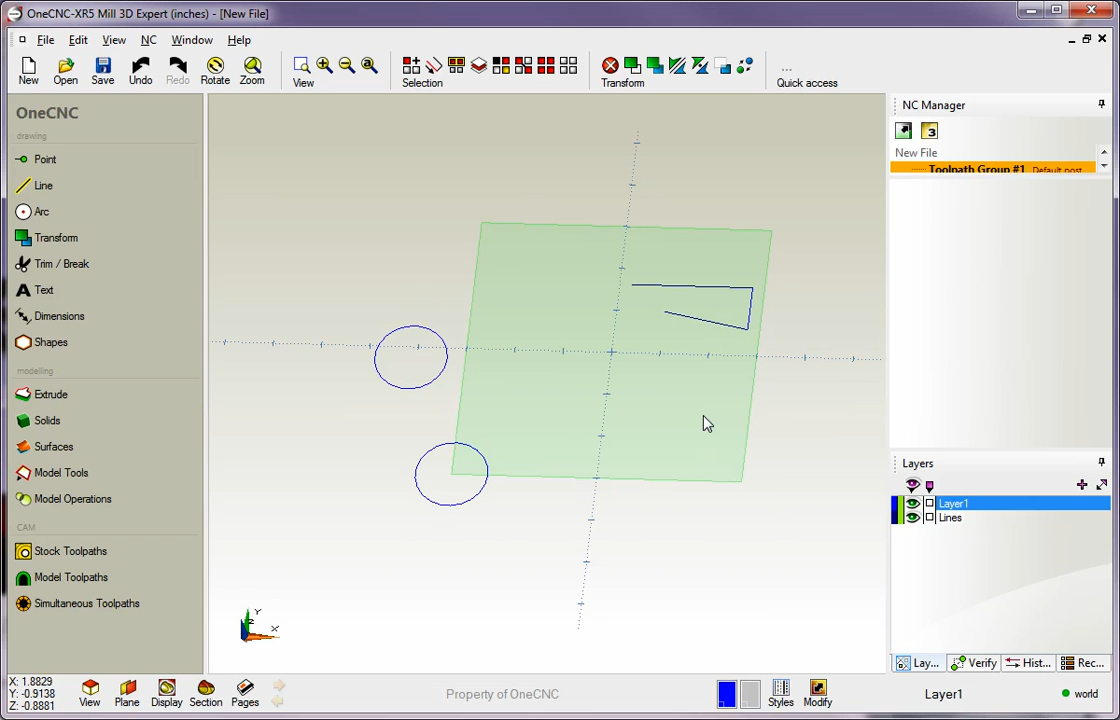 OneCNC-XR5 Mill 3D Expert (inches) - [New File]
File Edit View NC Window Help
New Open Save Undo Redo Rotate Zoom View Selection Transform ... Quick access
OneCNC
drawing
Point
Line
Arc
Transform
Trim / Break
A Text
Dimensions
Shapes
modelling
Extrude
Solids
Surfaces
Model Tools
Model Operations
CAM
Stock Toolpaths
Model Toolpaths
Simultaneous Toolpaths
Y
Z
X
NC Manager
3
New File
Toolpath Group #1 Default post
Layers
Layer1
Lines
Lay... Verify Hist... Rec...
X: 1.8829
Y: -0.9138
Z: -0.8881
View Plane Display Section Pages
Property of OneCNC
Styles Modify
Layer1
world